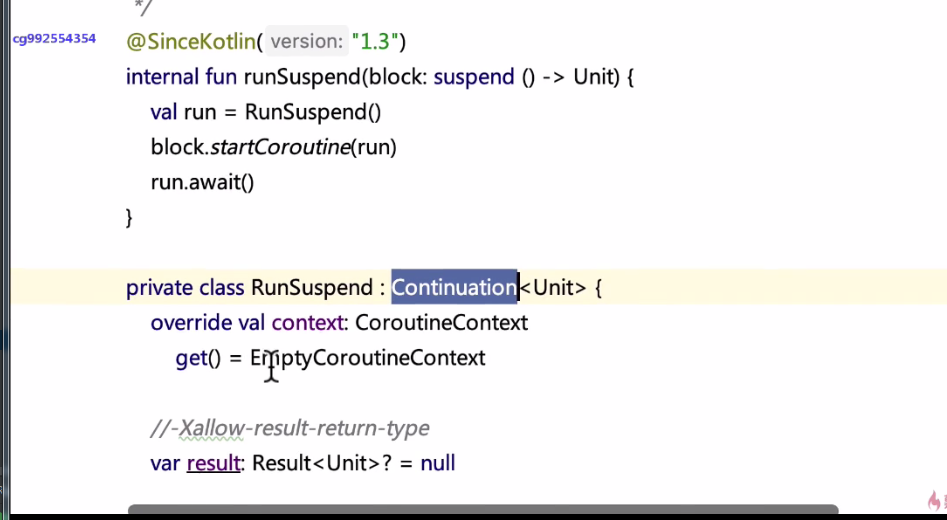 */
cg992554354
@SinceKotlin( version: "1.3")
internal fun runSuspend(block: suspend () -> Unit) {
val run = RunSuspend()
block.startCoroutine(run)
run.await()
}
private class RunSuspend : Continuation<Unit> {
override val context: CoroutineContext
get() = EmptyCoroutineContext
//-Xallow-result-return-type
var result: Result<Unit>? = null